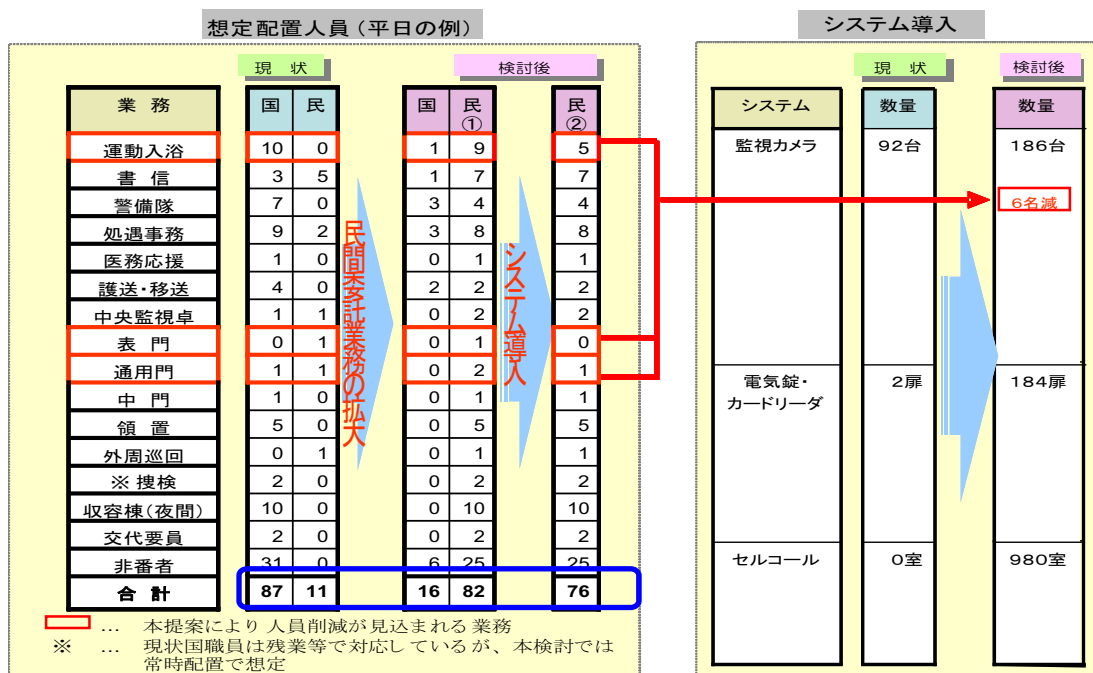 想定配置人員(平日の例)
現 状
検討後
業 務 国 民 国 民① 民②
運動入浴 10 0 1 9 5
書 信 3 5 1 7 7
警備隊 7 0 3 4 4
処遇事務 9 2 3 8 8
医務応援 1 0 0 1 1
護送・移送 4 0 2 2 2
中央監視卓 1 1 0 2 2
表 門 0 1 0 1 0
通用門 1 1 0 2 1
中 門 1 0 0 1 1
領 置 5 0 0 5 5
外周巡回 0 1 0 1 1
※ 捜検 2 0 0 2 2
収容棟(夜間) 10 0 0 10 10
交代要員 2 0 0 2 2
非番者 31 0 6 25 25
合 計 87 11 16 82 76
民間委託業務の拡大
システム導入
… 本提案により人員削減が見込まれる業務
※ … 現状国職員は残業等で対応しているが、本検討では
常時配置で想定
システム導入
現 状
検討後
システム 数量 数量
監視カメラ 92台 186台
6名減
電気錠・ 2扉 184扉
カードリーダ
セルコール 0室 980室